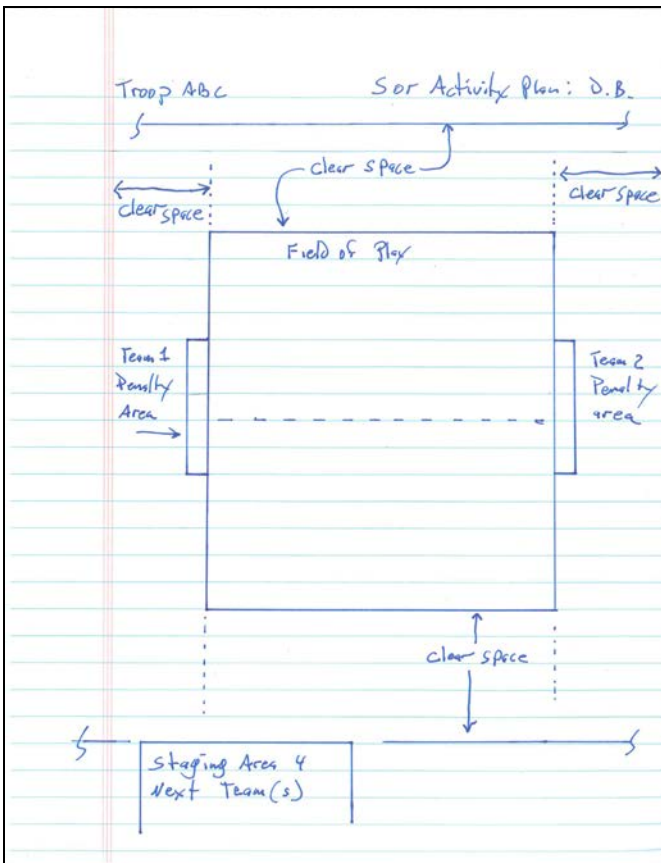 Troop ABC
Sor Activity Plan: D.B.
clear space
clear space
clear space
Field of Play
Team 1
Penalty
Area
Team 2
Penalty
area
clear space
Staging Area 4
Next Team(s)